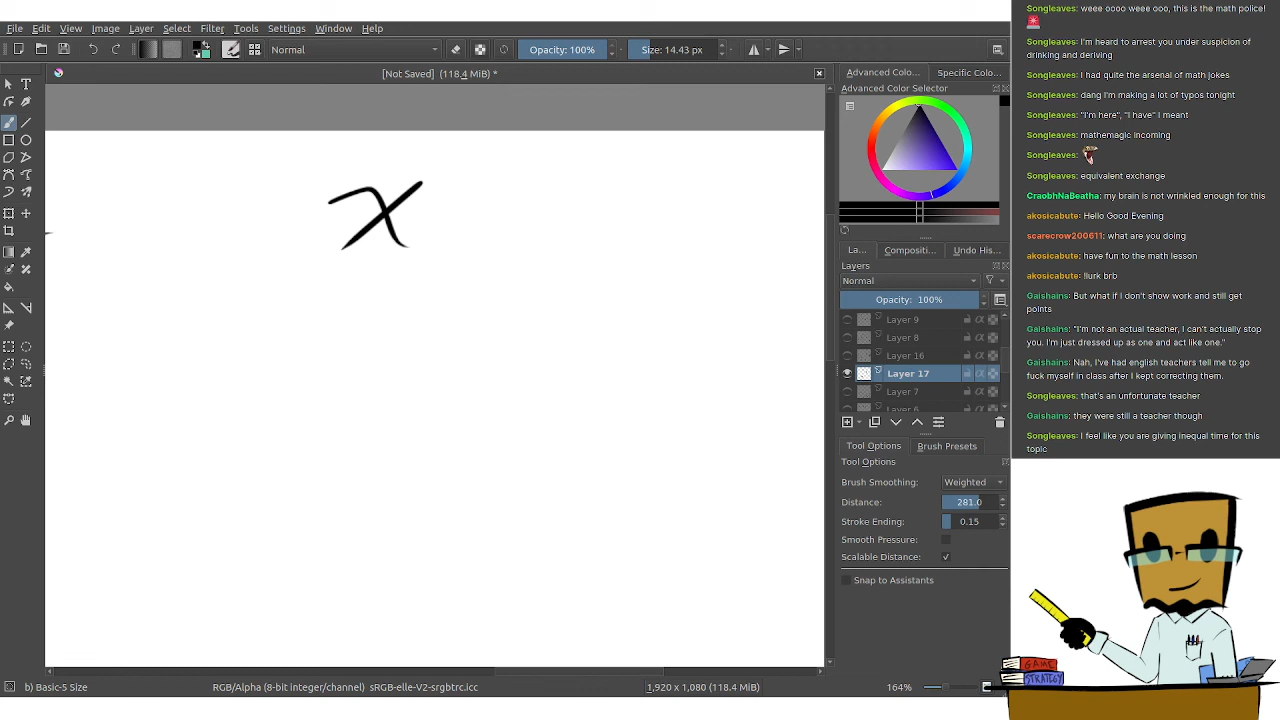 File Edit View Image Layer Select Filter Tools Settings Window Help
Normal
Opacity: 100%
Size: 14.43 px
[Not Saved] (118.4 MiB) *
Advanced Colo...
Specific Colo...
Advanced Color Selector
x
La...
Compositi...
Undo His...
Layers
Normal
Opacity: 100%
Layer 9
Layer 8
Layer 16
Layer 17
Layer 7
Layer 6
Tool Options
Brush Presets
Tool Options
Brush Smoothing: Weighted
Distance: 281.0
Stroke Ending: 0.15
Smooth Pressure:
Scalable Distance:
Snap to Assistants
b) Basic-5 Size
RGB/Alpha (8-bit integer/channel) sRGB-elle-V2-srgbtrc.icc
1,920 x 1,080 (118.4 MiB)
164%
Songleaves: weee oooo weee ooo, this is the math police!
Songleaves: I'm heard to arrest you under suspicion of
drinking and deriving
Songleaves: I had quite the arsenal of math jokes
Songleaves: dang I'm making a lot of typos tonight
Songleaves: "I'm here", "I have" I meant
Songleaves: mathemagic incoming
Songleaves:
Songleaves: equivalent exchange
CraobhNaBeatha: my brain is not wrinkled enough for this
akosicabute: Hello Good Evening
scarecrow200611: what are you doing
akosicabute: have fun to the math lesson
akosicabute: !lurk brb
Gaishains: But what if I don't show work and still get
points
Gaishains: "I'm not an actual teacher, I can't actually stop
you. I'm just dressed up as one and act like one."
Gaishains: Nah, I've had english teachers tell me to go
fuck myself in class after I kept correcting them.
Songleaves: that's an unfortunate teacher
Gaishains: they were still a teacher though
Songleaves: I feel like you are giving inequal time for this
topic
GAME
STRATEGY